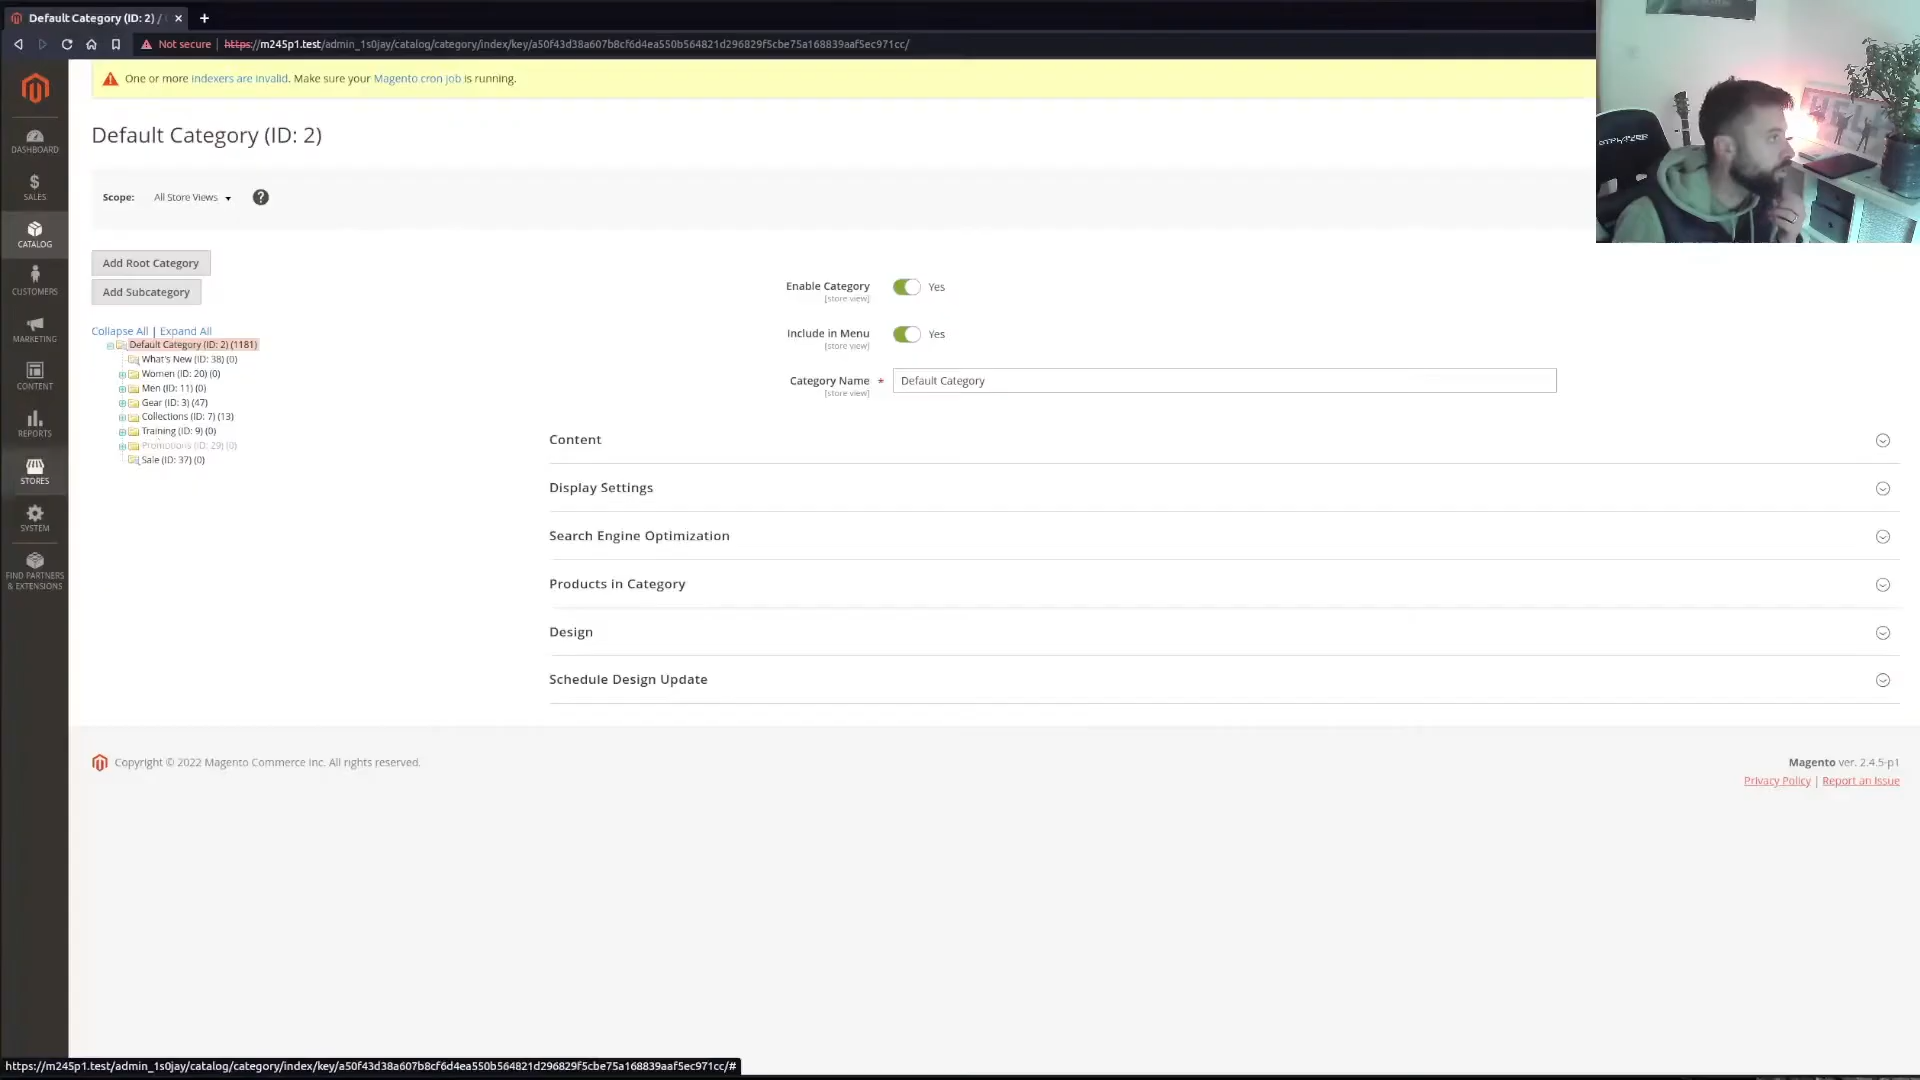 Default Category (ID: 2) /
Not secure
https://m245p1.test/admin_1s0jay/catalog/category/index/key/a50f43d38a607b8cf6d4ea550b564821d296829f5cbe75a168839aaf5ec971cc/
One or more indexers are invalid. Make sure your Magento cron job is running.
Default Category (ID: 2)
DASHBOARD
SALES
CATALOG
CUSTOMERS
MARKETING
CONTENT
REPORTS
STORES
SYSTEM
FIND PARTNERS
& EXTENSIONS
Scope: All Store Views
?
Add Root Category
Add Subcategory
Collapse All | Expand All
Default Category (ID: 2) (1181)
What's New (ID: 38) (0)
Women (ID: 20) (0)
Men (ID: 11) (0)
Gear (ID: 3) (47)
Collections (ID: 7) (13)
Training (ID: 9) (0)
Promotions (ID: 29) (0)
Sale (ID: 37) (0)
Enable Category
[store view]
Yes
Include in Menu
[store view]
Yes
Category Name *
[store view]
Default Category
Content
Display Settings
Search Engine Optimization
Products in Category
Design
Schedule Design Update
Copyright © 2022 Magento Commerce Inc. All rights reserved.
Magento ver. 2.4.5-p1
Privacy Policy | Report an Issue
https://m245p1.test/admin_1s0jay/catalog/category/index/key/a50f43d38a607b8cf6d4ea550b564821d296829f5cbe75a168839aaf5ec971cc/#